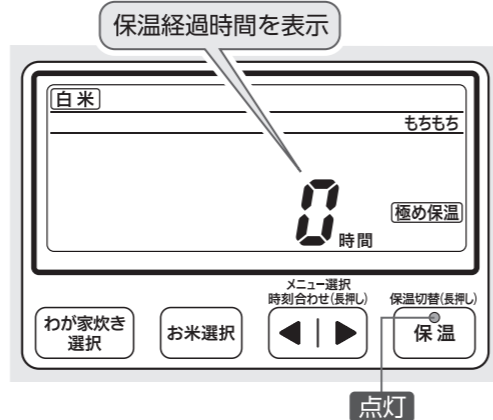 保温経過時間を表示
白米
もちもち
0時間
極め保温
わが家炊き
選択
お米選択
メニュー選択
時刻合わせ(長押し)
◀ | ▶
保温切替(長押し)
保温
点灯